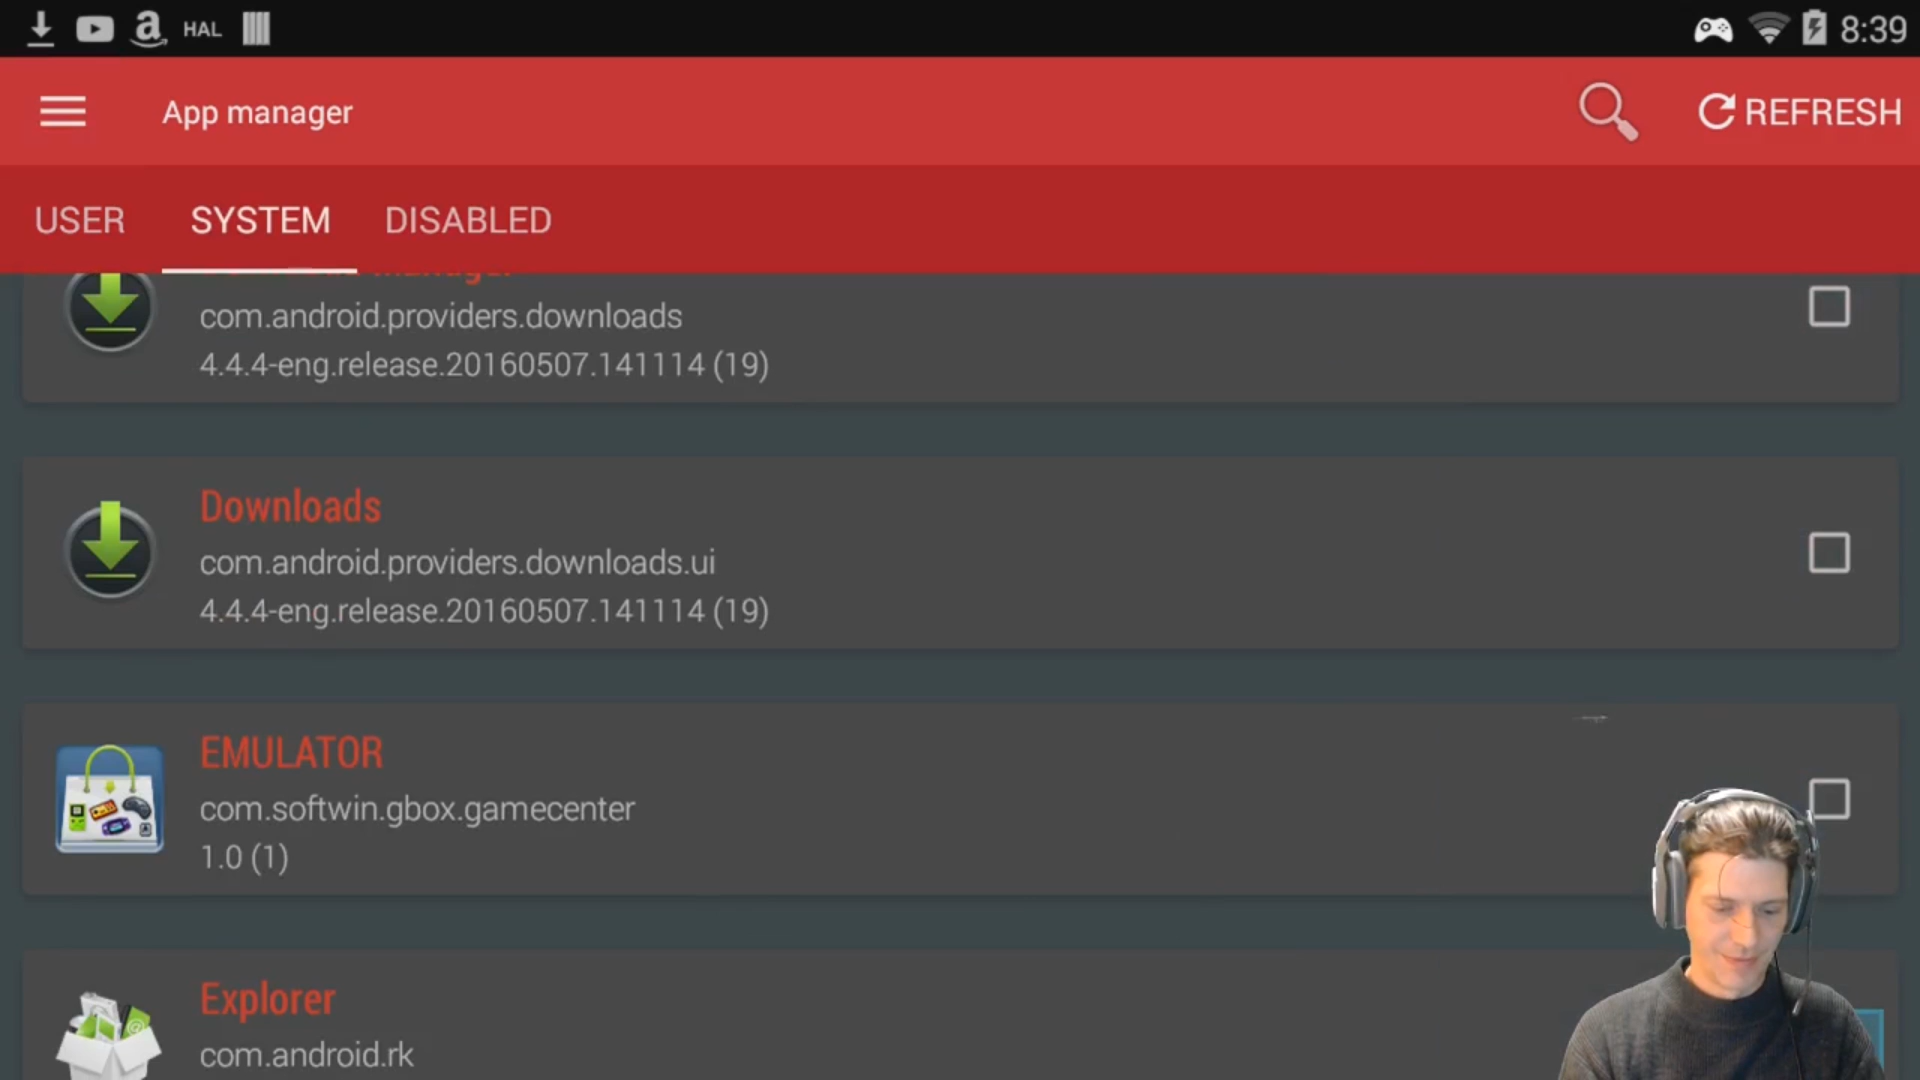 HAL
8:39
App manager
REFRESH
USER SYSTEM DISABLED
com.android.providers.downloads
4.4.4-eng.release.20160507.141114 (19)
Downloads
com.android.providers.downloads.ui
4.4.4-eng.release.20160507.141114 (19)
EMULATOR
com.softwin.gbox.gamecenter
1.0 (1)
Explorer
com.android.rk